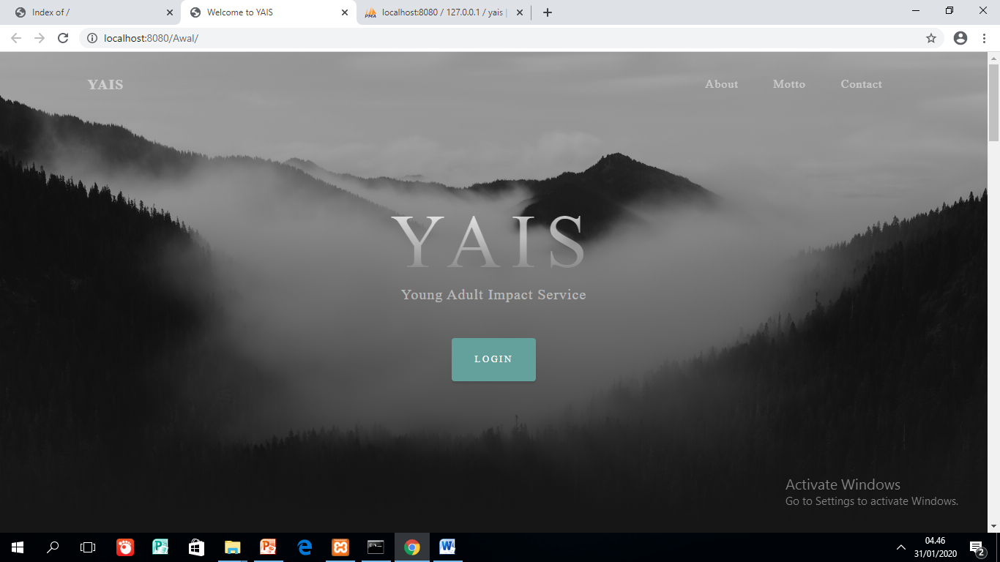 Index of /
Welcome to YAIS
localhost:8080 / 127.0.0.1 / yais |
localhost:8080/Awal/
YAIS
About
Motto
Contact
YAIS
Young Adult Impact Service
LOGIN
Activate Windows
Go to Settings to activate Windows.
04.46
31/01/2020
2